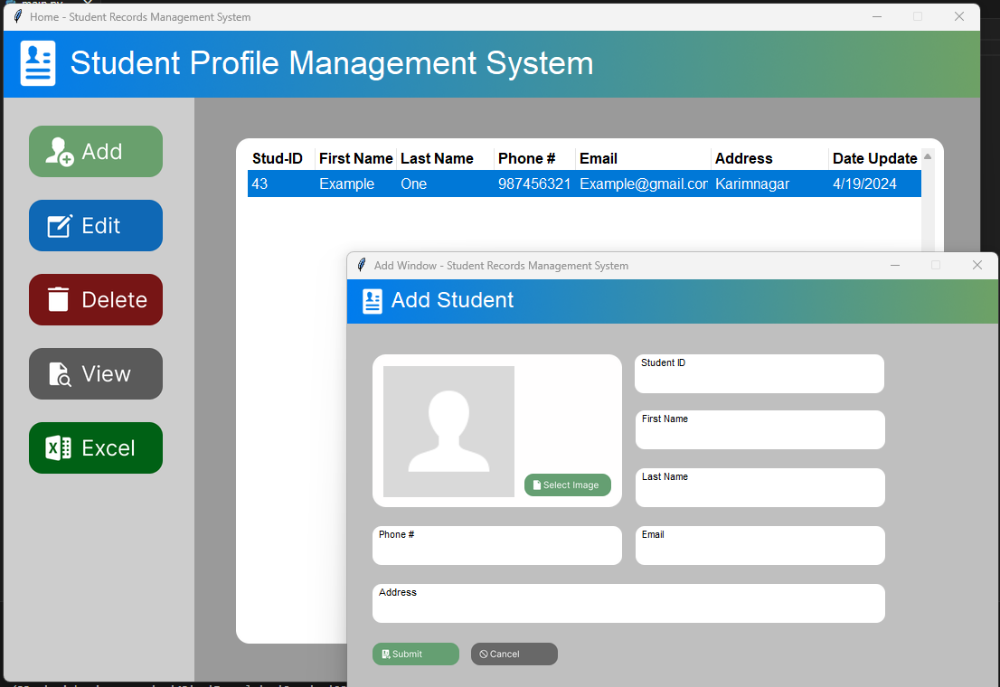 main.py
Home - Student Records Management System
Student Profile Management System
Add
Edit
Delete
View
Excel
Stud-ID First Name Last Name Phone # Email Address Date Update
43 Example One 987456321 Example@gmail.cor Karimnagar 4/19/2024
Add Window - Student Records Management System
Add Student
Select Image
Student ID
First Name
Last Name
Phone # Email
Address
Submit Cancel